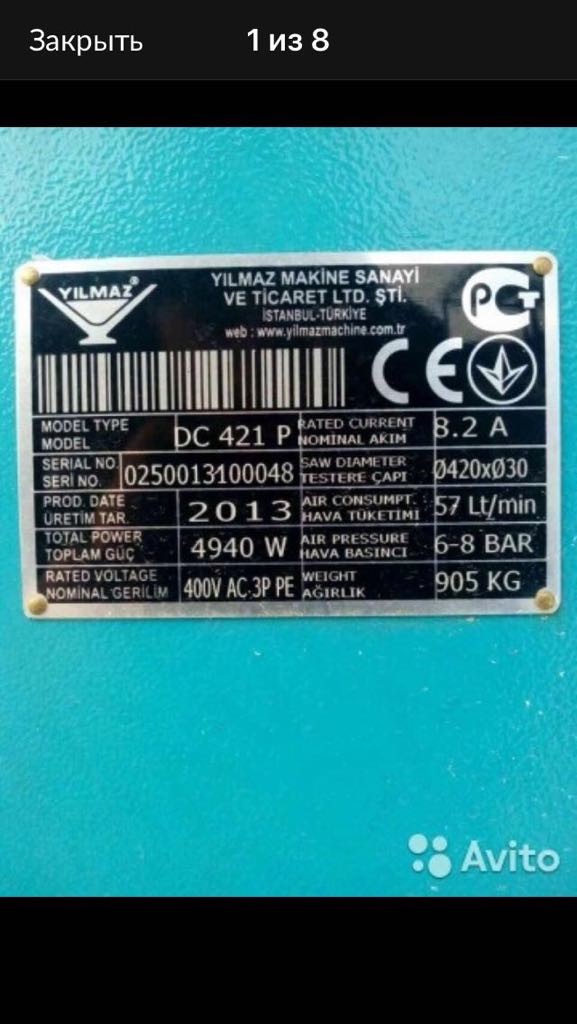 Закрыть 1 из 8
YILMAZ®
YILMAZ MAKİNE SANAYİ
VE TİCARET LTD. ŞTİ.
İSTANBUL-TÜRKİYE
web : www.yilmazmachine.com.tr
РСТ
CE
MODEL TYPE
MODEL
DC 421 P
RATED CURRENT
NOMİNAL AKIM
8.2 A
SERIAL NO.
SERİ NO.
0250013100048
SAW DIAMETER
TESTERE ÇAPI
Ø420xØ30
PROD. DATE
ÜRETİM TAR.
2013
AIR CONSUMPT.
HAVA TÜKETİMİ
57 Lt/min
TOTAL POWER
TOPLAM GÜÇ
4940 W
AIR PRESSURE
HAVA BASINCI
6-8 BAR
RATED VOLTAGE
NOMİNAL GERİLİM
400V AC 3P PE
WEIGHT
AĞIRLIK
905 KG
Avito